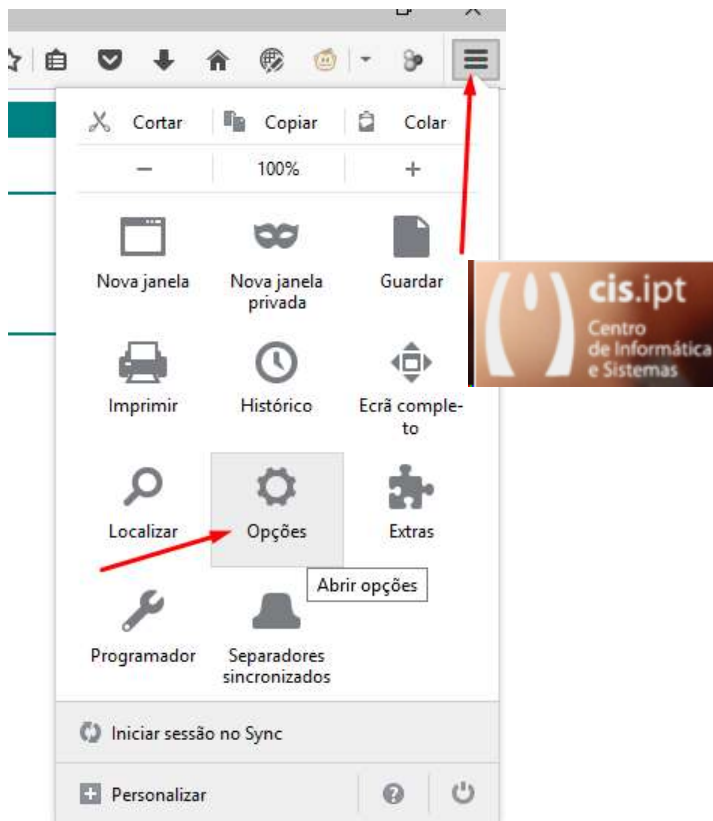 Cortar Copiar Colar
100%
Nova janela
Nova janela
privada
Guardar
cis.ipt
Centro
de Informática
e Sistemas
Imprimir
Histórico
Ecrã comple-
to
Localizar
Opções
Extras
Abrir opções
Programador
Separadores
sincronizados
Iniciar sessão no Sync
Personalizar